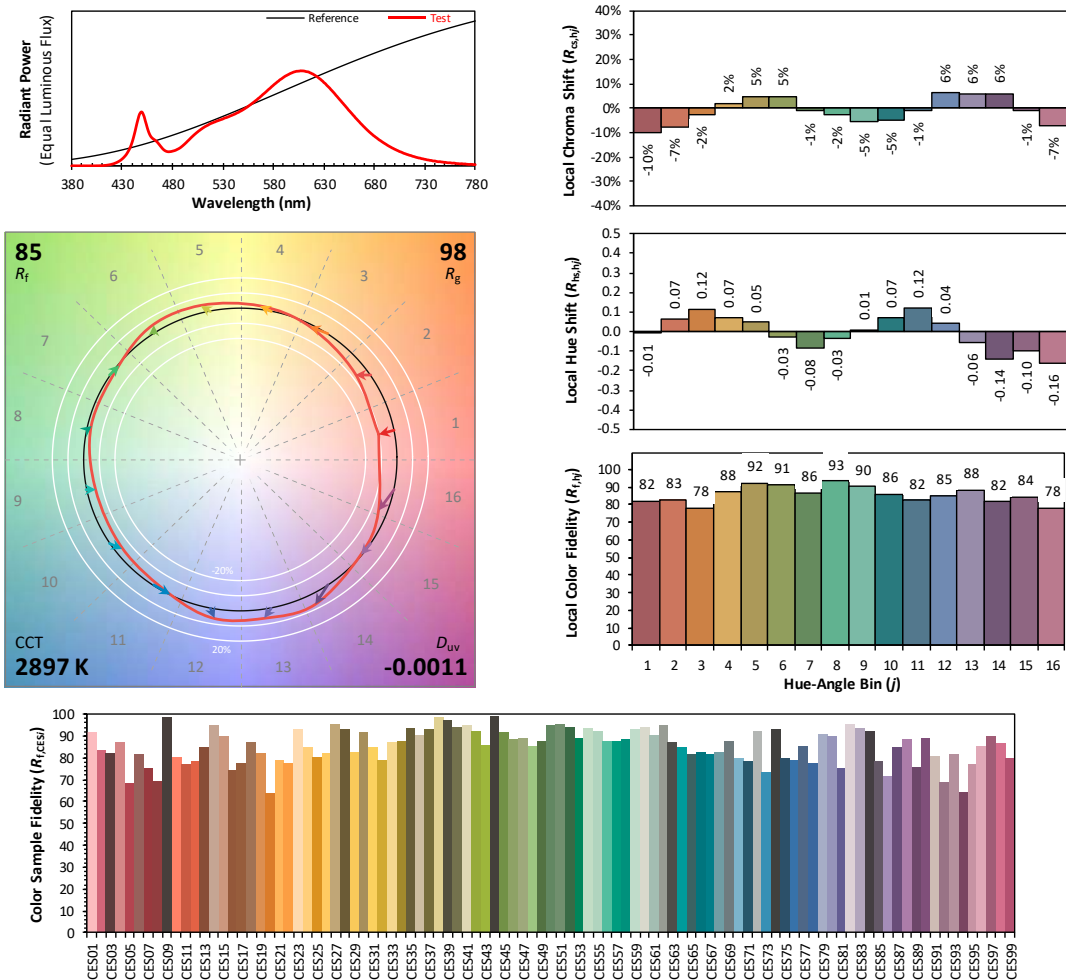 Radiant Power
(Equal Luminous Flux)
Reference
Test
380
430
480
530
580
630
680
730
780
Wavelength (nm)
Local Chroma Shift (Rcs,hj)
40%
30%
20%
10%
0%
-10%
-20%
-30%
-40%
-10%
-7%
-2%
2%
5%
5%
-1%
-2%
-5%
-5%
-1%
6%
6%
6%
-1%
-7%
85
Rf
98
Rg
1
2
3
4
5
6
7
8
9
10
11
12
13
14
15
16
-20%
20%
CCT
2897 K
Duv
-0.0011
Local Hue Shift (Rhs,hj)
0.5
0.4
0.3
0.2
0.1
0.0
-0.1
-0.2
-0.3
-0.4
-0.5
-0.01
0.07
0.12
0.07
0.05
-0.03
-0.08
-0.03
0.01
0.07
0.12
0.04
-0.06
-0.14
-0.10
-0.16
Local Color Fidelity (Rf,hj)
100
90
80
70
60
50
40
30
20
10
0
82
83
78
88
92
91
86
93
90
86
82
85
88
82
84
78
1 2 3 4 5 6 7 8 9 10 11 12 13 14 15 16
Hue-Angle Bin (j)
Color Sample Fidelity (Rf,CESi)
100
90
80
70
60
50
40
30
20
10
0
CES01
CES03
CES05
CES07
CES09
CES11
CES13
CES15
CES17
CES19
CES21
CES23
CES25
CES27
CES29
CES31
CES33
CES35
CES37
CES39
CES41
CES43
CES45
CES47
CES49
CES51
CES53
CES55
CES57
CES59
CES61
CES63
CES65
CES67
CES69
CES71
CES73
CES75
CES77
CES79
CES81
CES83
CES85
CES87
CES89
CES91
CES93
CES95
CES97
CES99